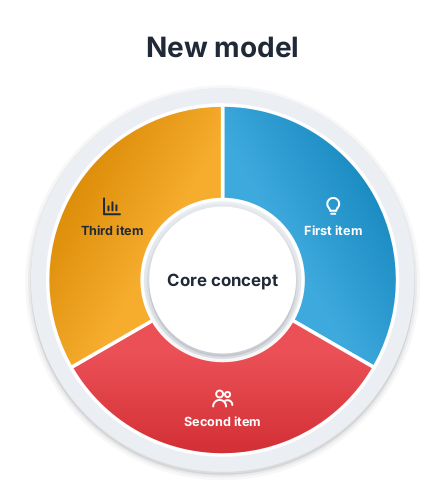 New model
First item
Second item
Third item
Core concept